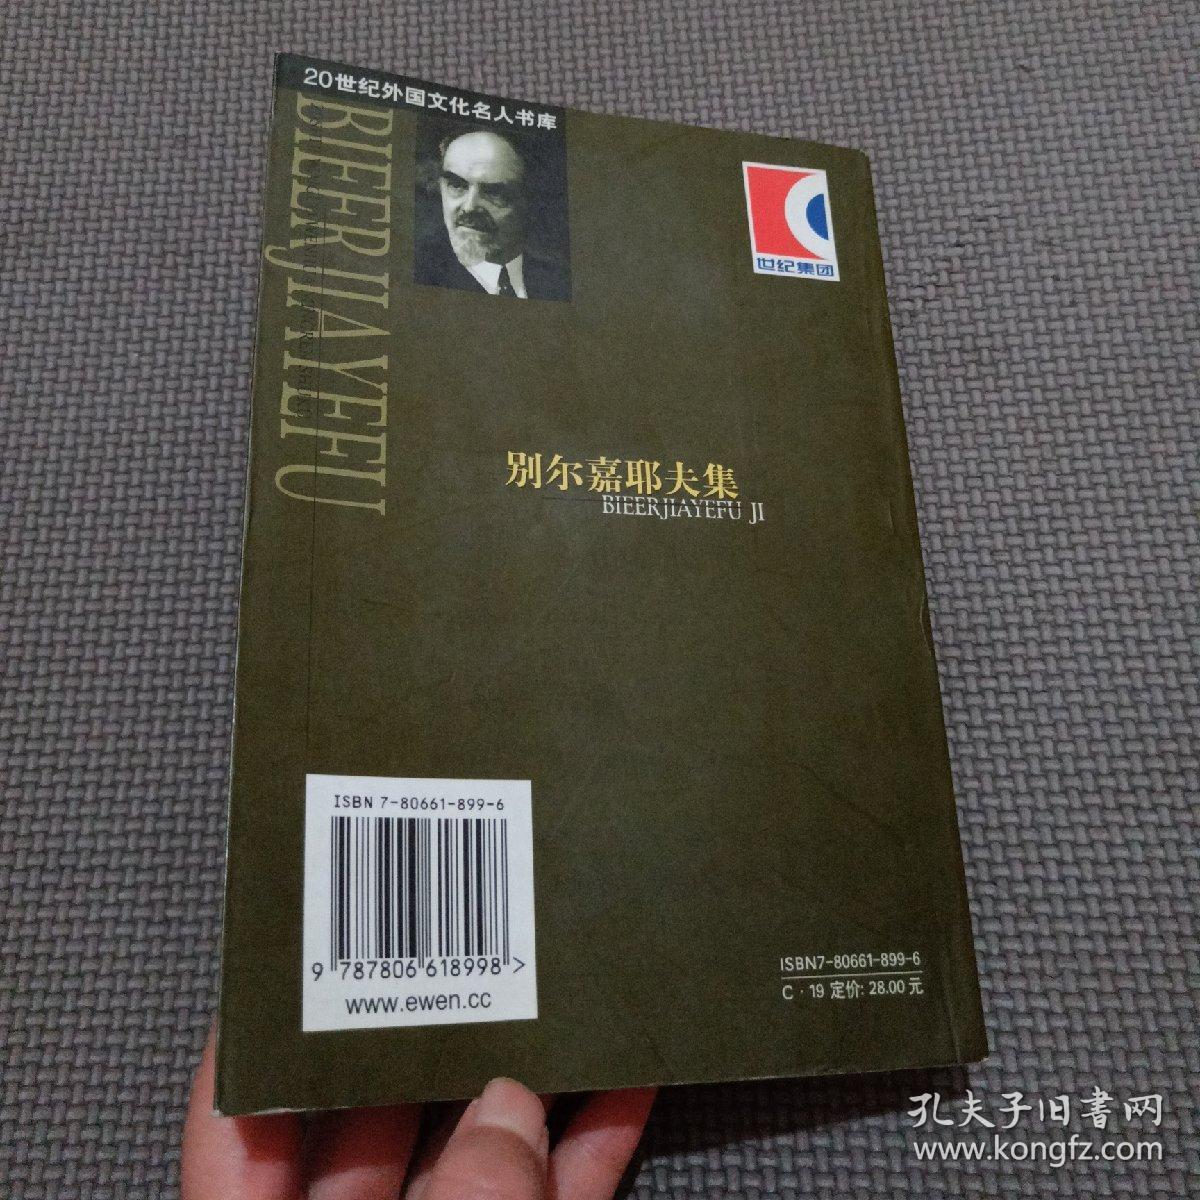 20世纪外国文化名人书库
BIEERJIAYEFU
世纪集团
别尔嘉耶夫集
BIEERJIAYEFU JI
ISBN 7-80661-899-6
9 787806 618998 >
www.ewen.cc
ISBN7-80661-899-6
C·19 定价: 28.00 元
孔夫子旧書网
www.kongfz.com